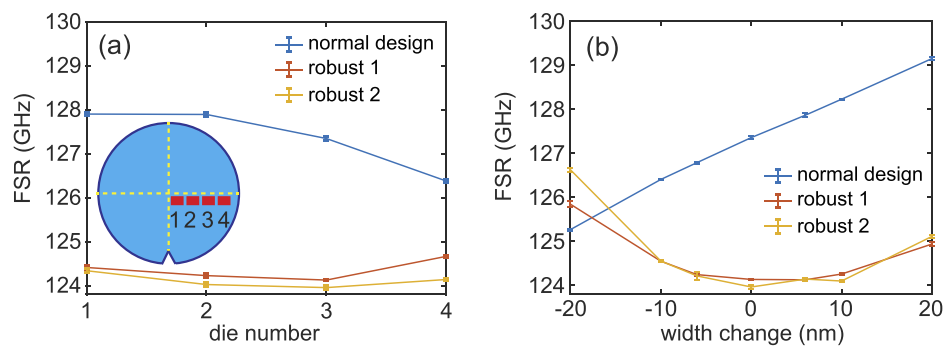 (a)
normal design
robust 1
robust 2
130
129
128
127
126
125
124
FSR (GHz)
1 2 3 4
1 2 3 4
die number
(b)
normal design
robust 1
robust 2
130
129
128
127
126
125
124
FSR (GHz)
-20 -10 0 10 20
width change (nm)